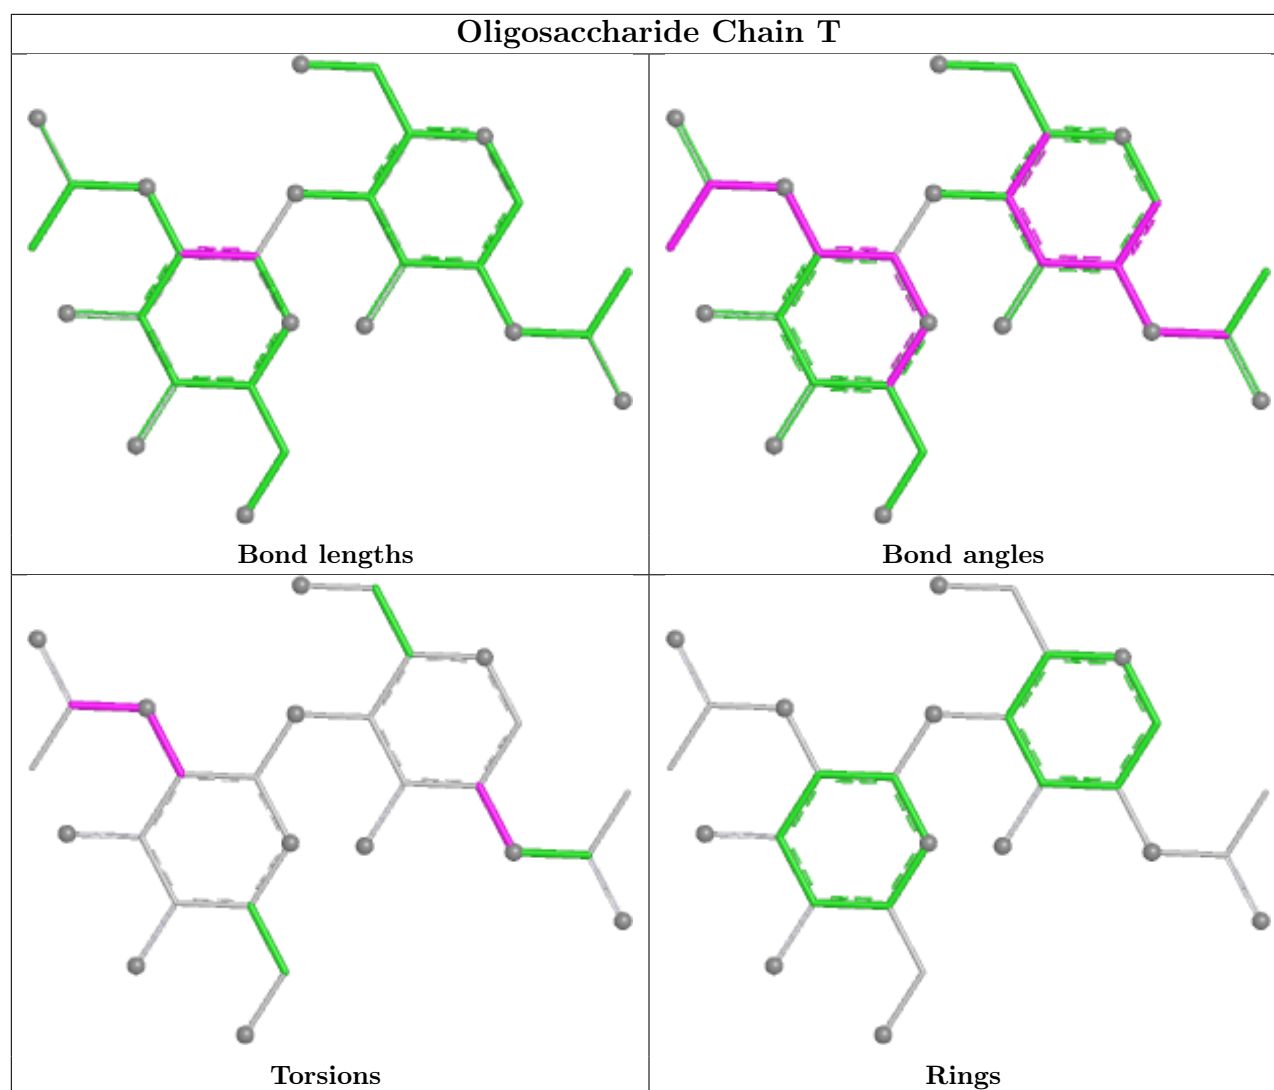 Oligosaccharide Chain T
Bond lengths
Bond angles
Torsions
Rings